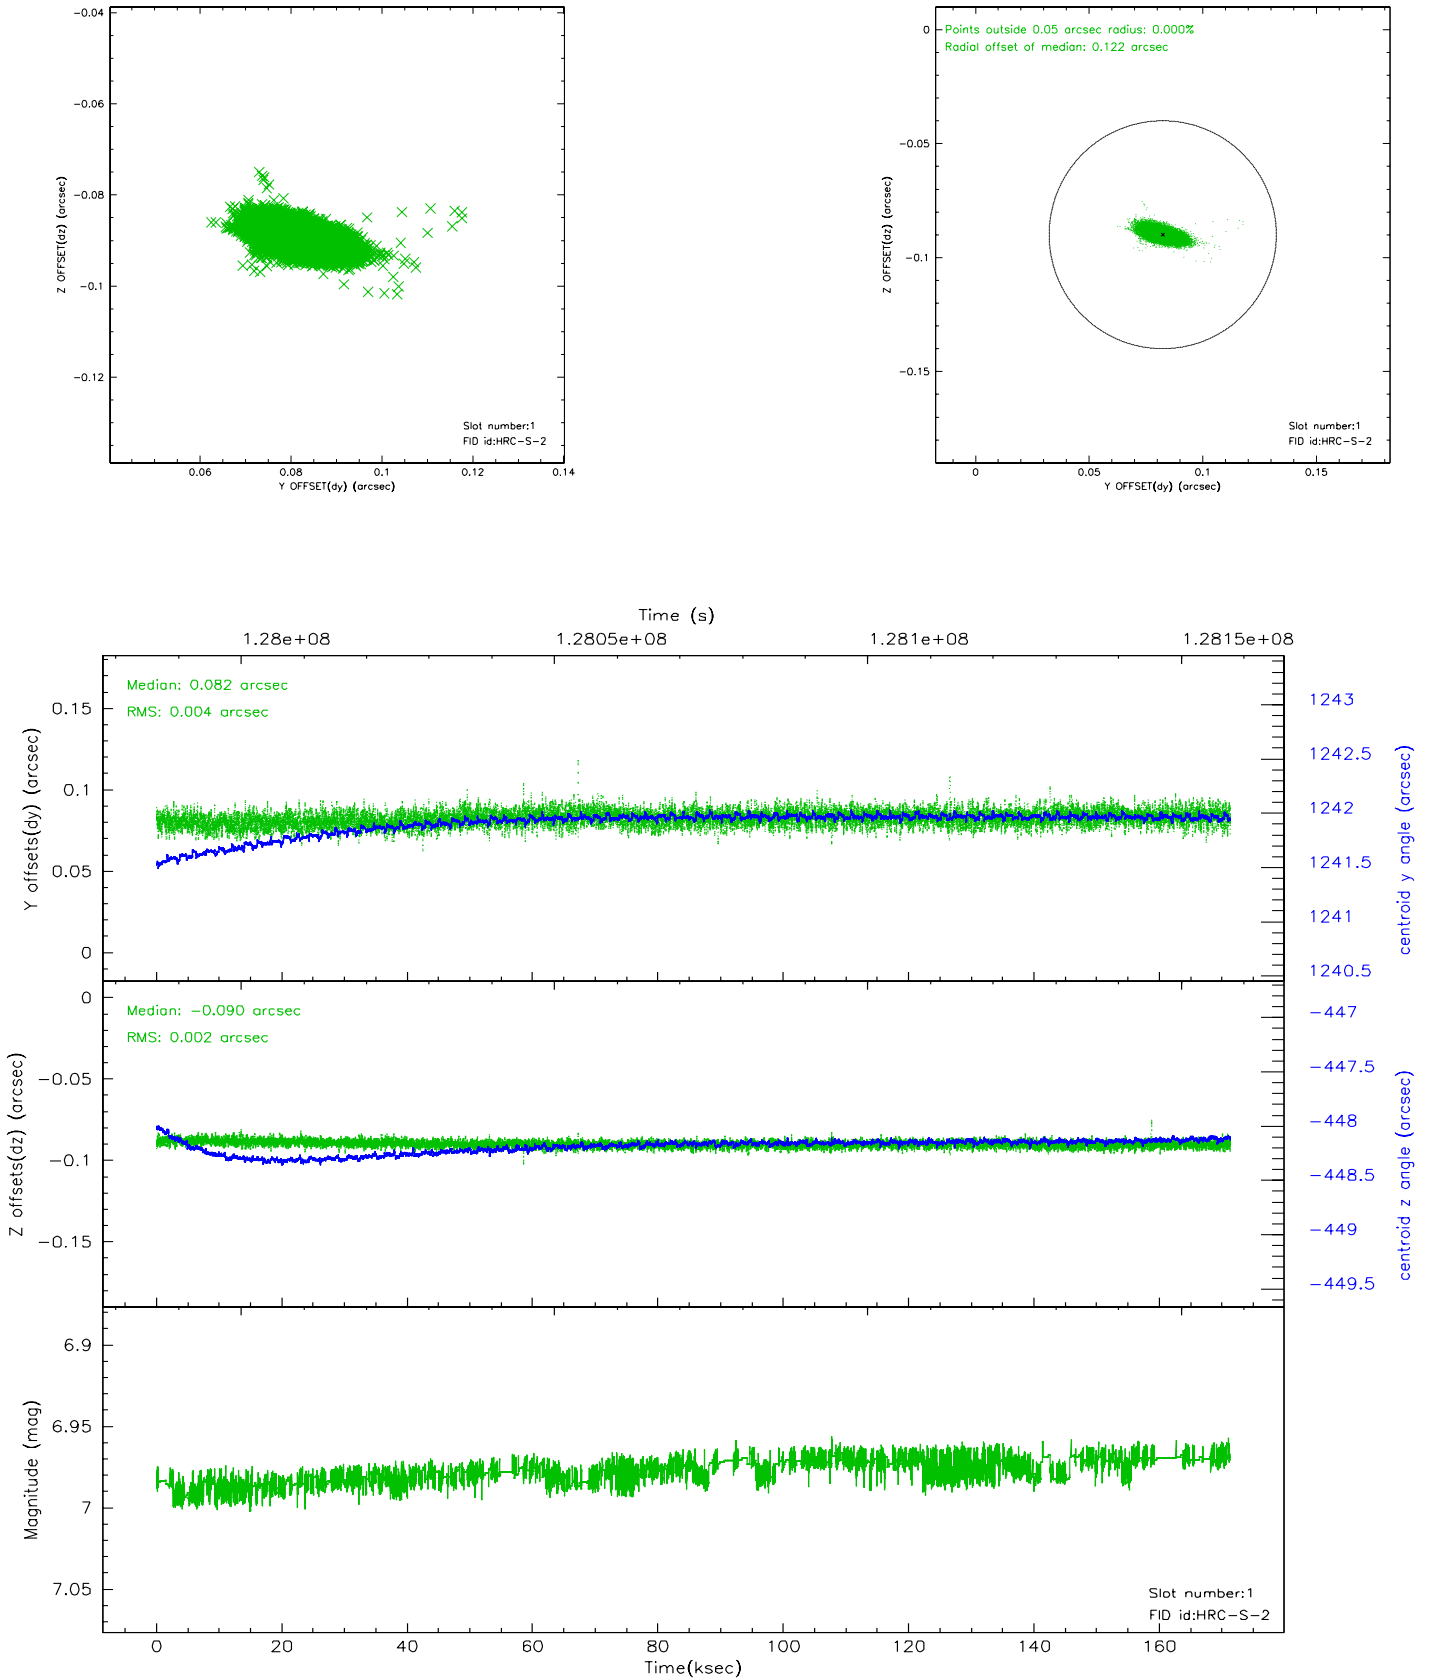 −0.04
−0.06
−0.08
−0.1
−0.12
Z OFFSET(dz) (arcsec)
0.06
0.08
0.1
0.12
0.14
Y OFFSET(dy) (arcsec)
Slot number:1
FID id:HRC−S−2
Points outside 0.05 arcsec radius: 0.000%
Radial offset of median: 0.122 arcsec
0
−0.05
−0.1
−0.15
Z OFFSET(dz) (arcsec)
0
0.05
0.1
0.15
Y OFFSET(dy) (arcsec)
Slot number:1
FID id:HRC−S−2
Time (s)
1.28e+08
1.2805e+08
1.281e+08
1.2815e+08
Median: 0.082 arcsec
RMS: 0.004 arcsec
0.15
0.1
0.05
0
Y offsets(dy) (arcsec)
1243
1242.5
1242
1241.5
1241
1240.5
centroid y angle (arcsec)
Median: −0.090 arcsec
RMS: 0.002 arcsec
0
−0.05
−0.1
−0.15
Z offsets(dz) (arcsec)
−447
−447.5
−448
−448.5
−449
−449.5
centroid z angle (arcsec)
6.9
6.95
7
7.05
Magnitude (mag)
Slot number:1
FID id:HRC−S−2
0
20
40
60
80
100
120
140
160
Time(ksec)